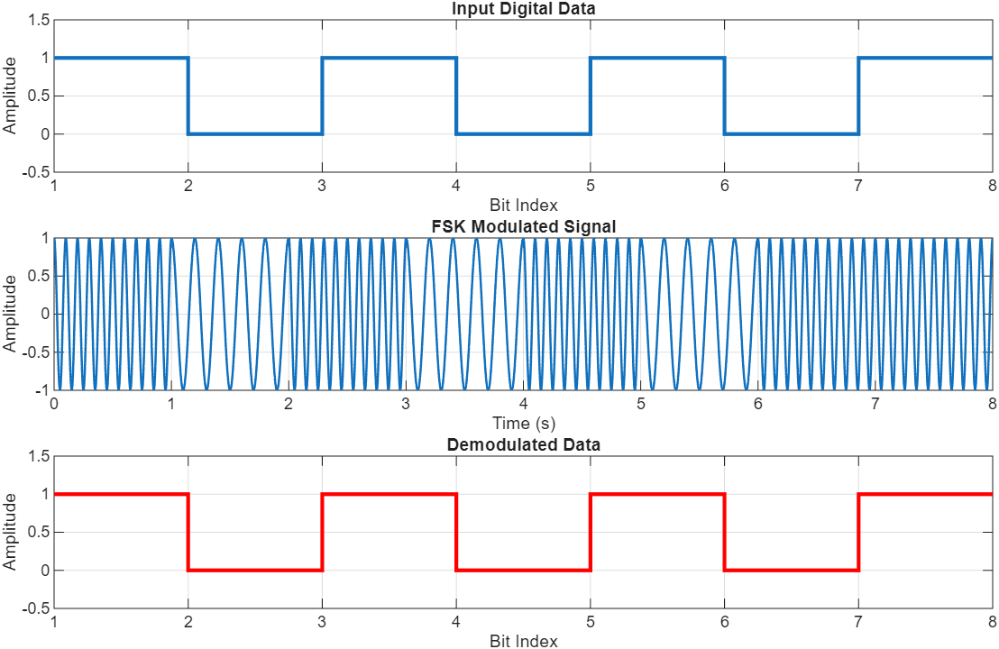 Input Digital Data
1.5
1
0.5
0
-0.5
Amplitude
1 2 3 4 5 6 7 8
Bit Index
FSK Modulated Signal
1
0.5
0
-0.5
-1
Amplitude
0 1 2 3 4 5 6 7 8
Time (s)
Demodulated Data
1.5
1
0.5
0
-0.5
Amplitude
1 2 3 4 5 6 7 8
Bit Index